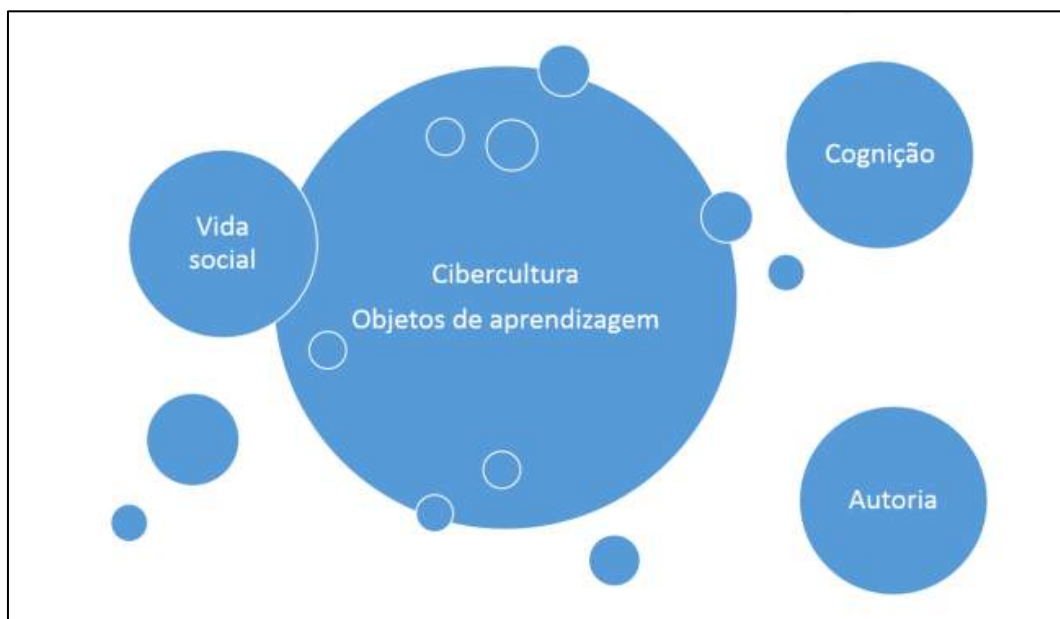 Cognição
Vida
social
Cibercultura
Objetos de aprendizagem
Autoria